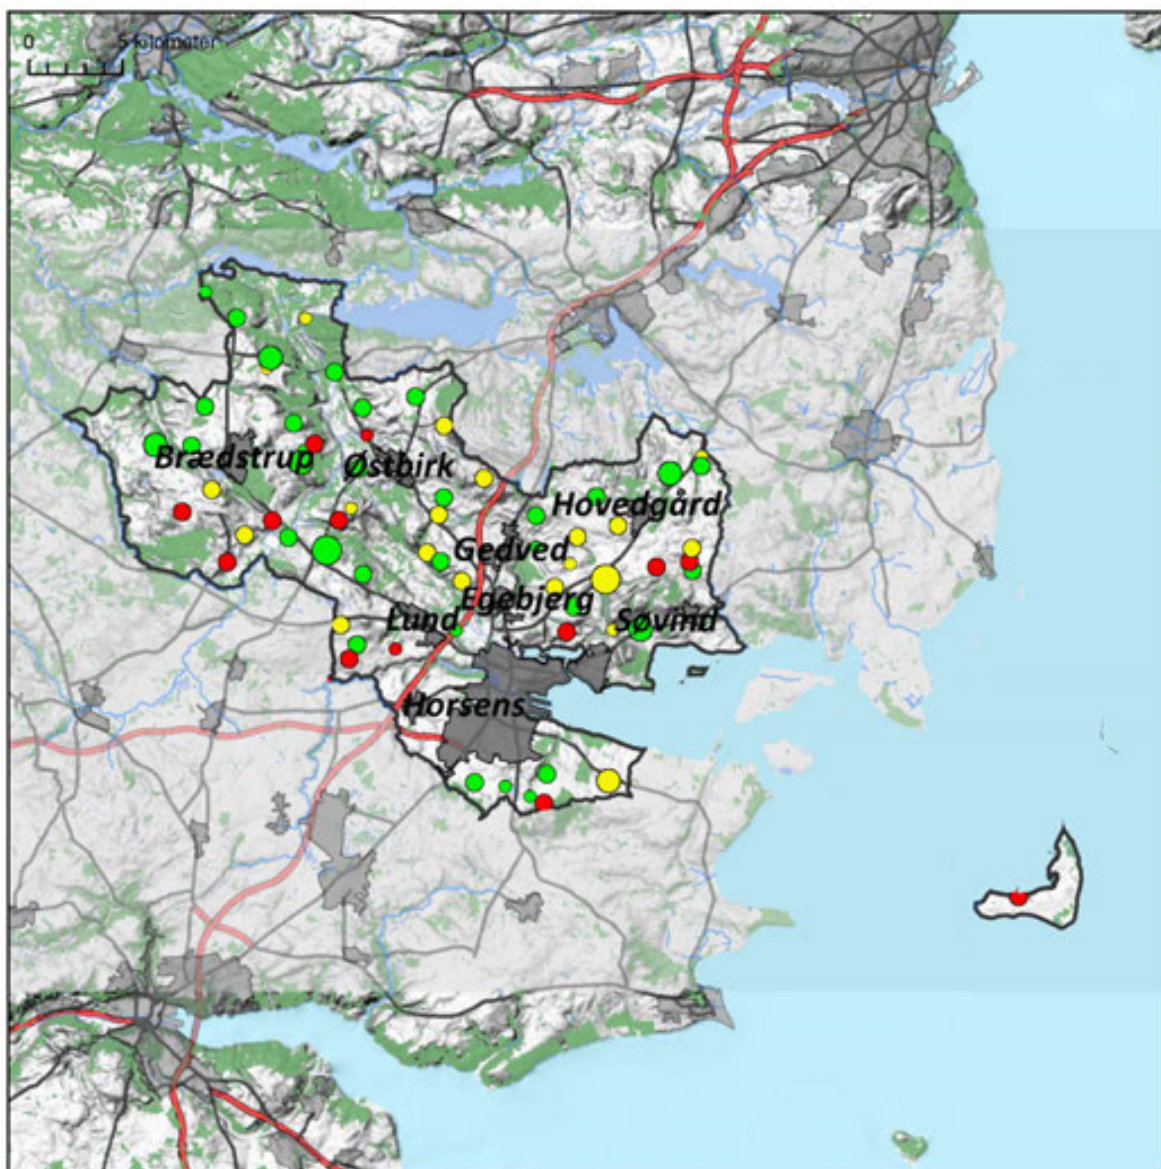 0 5 kilometer
Brædstrup
Østbirk
Hovedgård
Gedved
Egebjerg
Lund
Søvind
Horsens